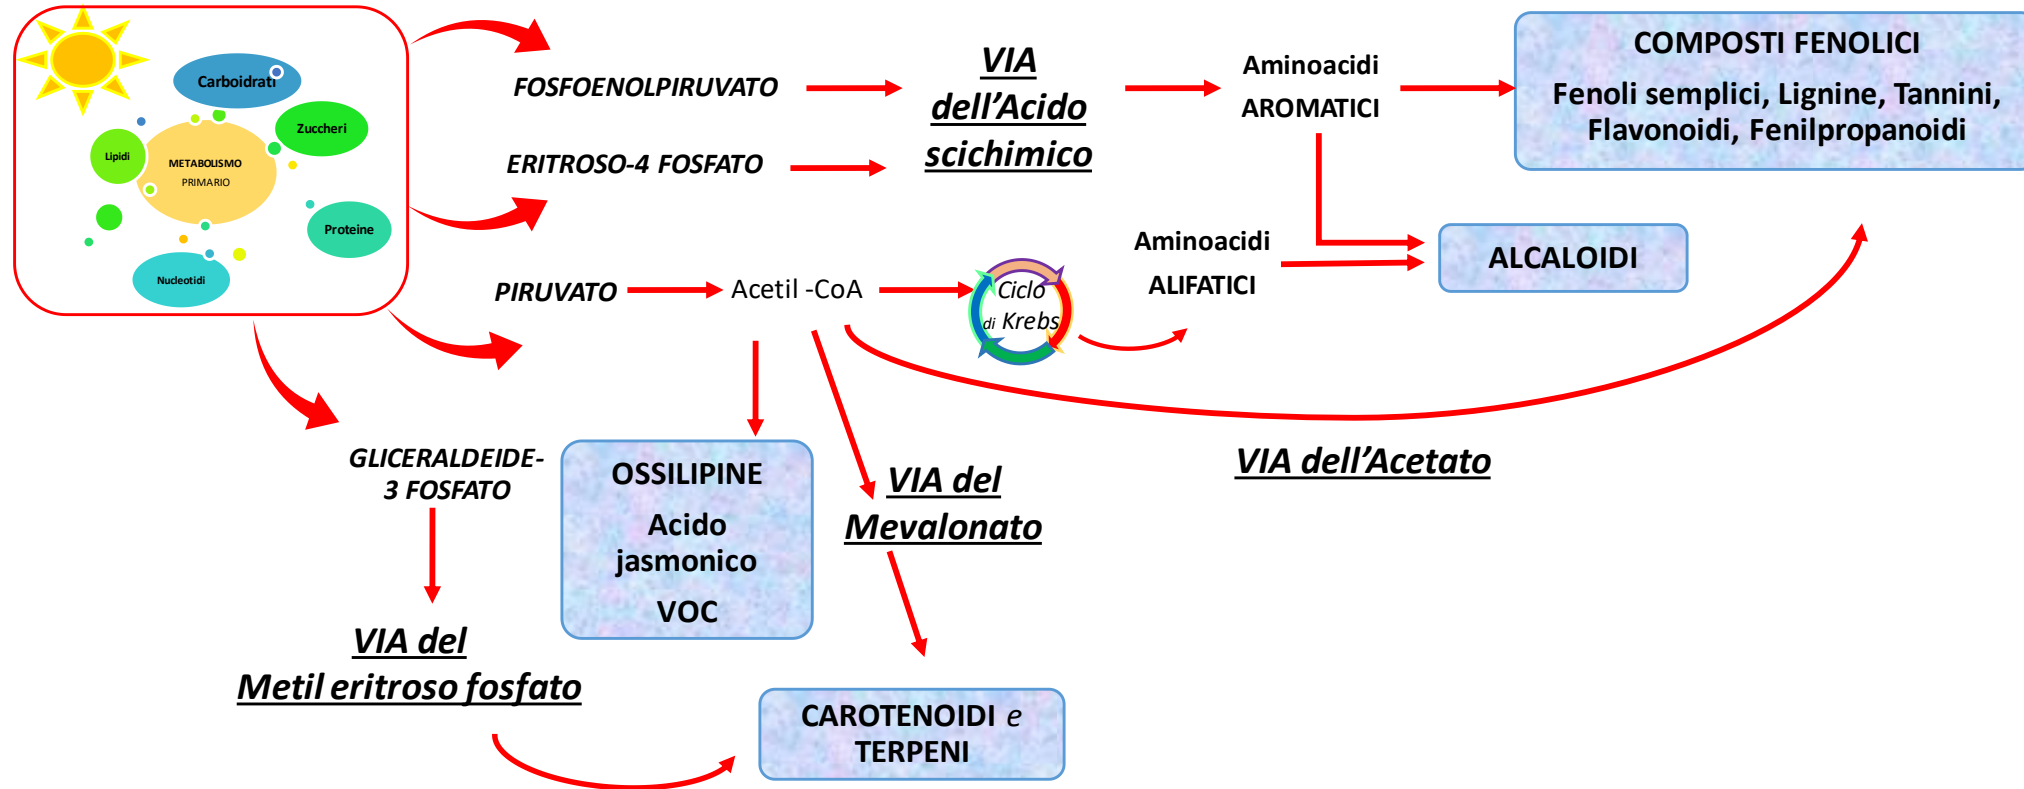 Carboidrati
Zuccheri
Lipidi
METABOLISMO
PRIMARIO
Proteine
Nucleotidi
FOSFOENOLPIRUVATO
ERITROSO-4 FOSFATO
VIA
dell’Acido
scichimico
Aminoacidi
AROMATICI
COMPOSTI FENOLICI
Fenoli semplici, Lignine, Tannini,
Flavonoidi, Fenilpropanoidi
PIRUVATO
Acetil -CoA
Ciclo
di Krebs
Aminoacidi
ALIFATICI
ALCALOIDI
GLICERALDEIDE-
3 FOSFATO
OSSILIPINE
Acido
jasmonico
VOC
VIA del
Mevalonato
VIA dell’Acetato
VIA del
Metil eritroso fosfato
CAROTENOIDI e
TERPENI